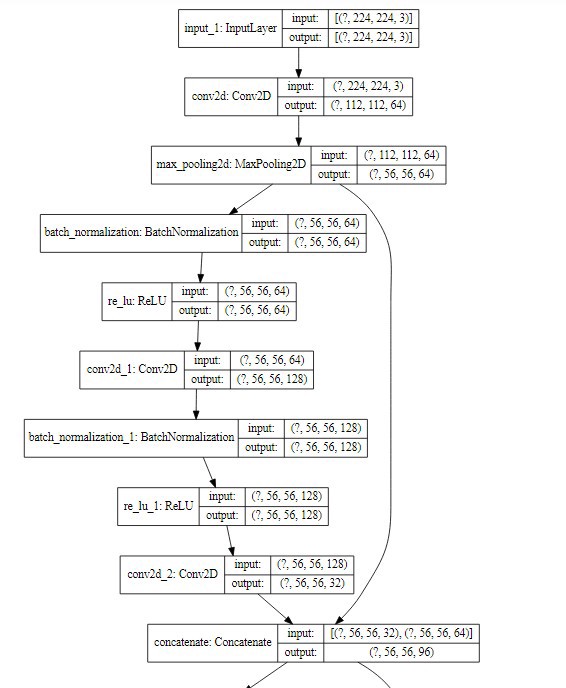 input_1: InputLayer input: [(?, 224, 224, 3)]
output: [(?, 224, 224, 3)]
conv2d: Conv2D input: (?, 224, 224, 3)
output: (?, 112, 112, 64)
max_pooling2d: MaxPooling2D input: (?, 112, 112, 64)
output: (?, 56, 56, 64)
batch_normalization: BatchNormalization input: (?, 56, 56, 64)
output: (?, 56, 56, 64)
re_lu: ReLU input: (?, 56, 56, 64)
output: (?, 56, 56, 64)
conv2d_1: Conv2D input: (?, 56, 56, 64)
output: (?, 56, 56, 128)
batch_normalization_1: BatchNormalization input: (?, 56, 56, 128)
output: (?, 56, 56, 128)
re_lu_1: ReLU input: (?, 56, 56, 128)
output: (?, 56, 56, 128)
conv2d_2: Conv2D input: (?, 56, 56, 128)
output: (?, 56, 56, 32)
concatenate: Concatenate input: [(?, 56, 56, 32), (?, 56, 56, 64)]
output: (?, 56, 56, 96)